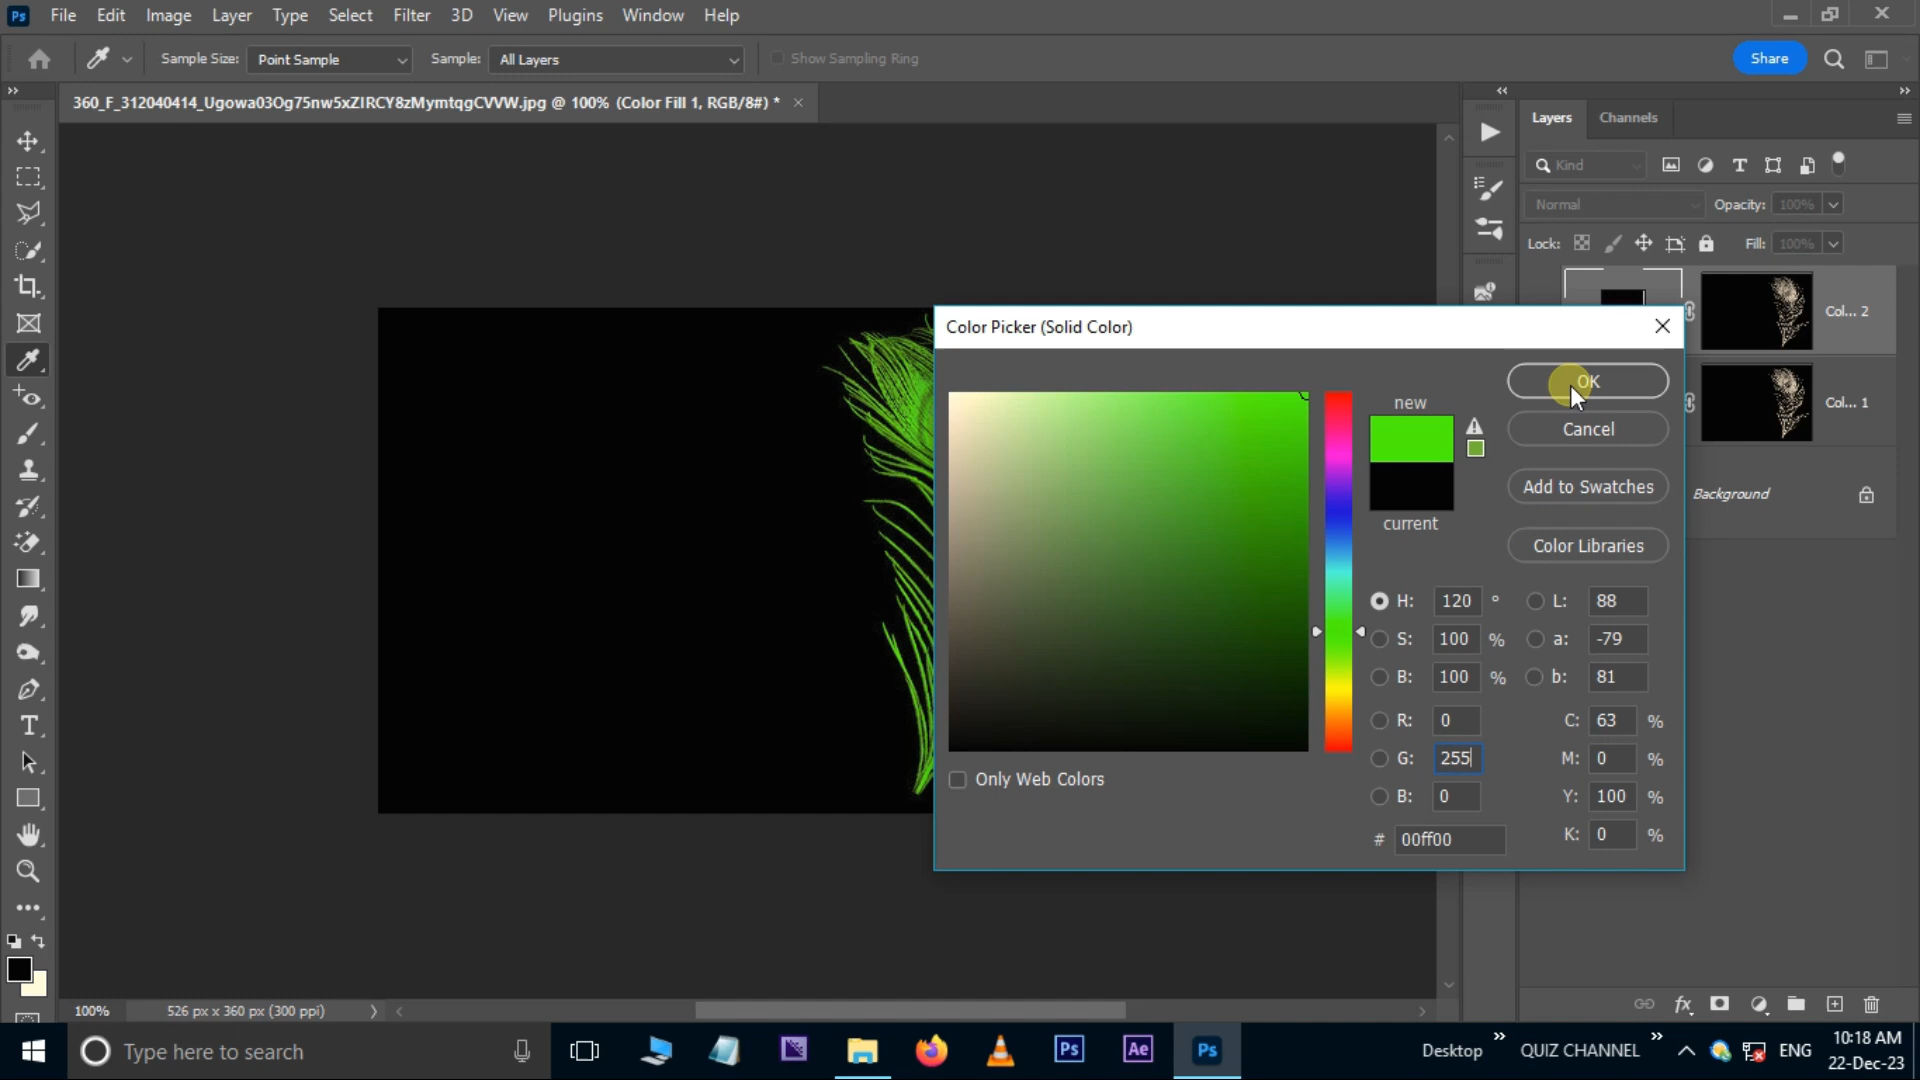 Ps File Edit Image Layer Type Select Filter 3D View Plugins Window Help
Sample Size: Point Sample Sample: All Layers Show Sampling Ring Share
360_F_312040414_Ugowa03Og75nw5xZIRCY8zMymtqgCVVW.jpg @ 100% (Color Fill 1, RGB/8#) * ×
Layers Channels
Kind
Normal Opacity: 100%
Lock: Fill: 100%
Col... 2
Col... 1
Background
Color Picker (Solid Color)
new
current
OK
Cancel
Add to Swatches
Color Libraries
H: 120 ° L: 88
S: 100 % a: -79
B: 100 % b: 81
R: 0 C: 63 %
G: 255 M: 0 %
B: 0 Y: 100 %
# 00ff00 K: 0 %
Only Web Colors
100% 526 px x 360 px (300 ppi)
Type here to search Ps Ae Ps Desktop QUIZ CHANNEL ENG 10:18 AM
22-Dec-23